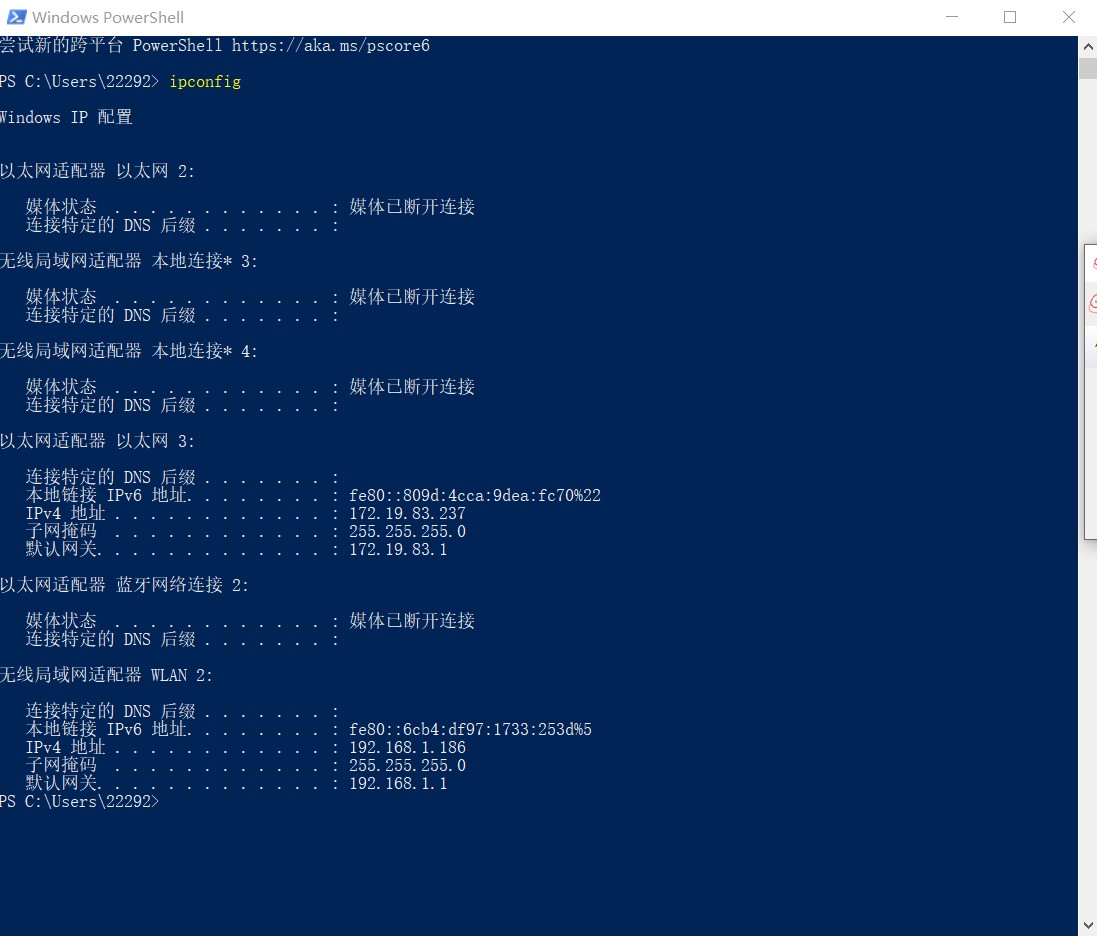 Windows PowerShell
尝试新的跨平台 PowerShell https://aka.ms/pscore6
PS C:\Users\22292> ipconfig
Windows IP 配置
以太网适配器 以太网 2:
媒体状态 . . . . . . . . . . . . : 媒体已断开连接
连接特定的 DNS 后缀 . . . . . . . :
无线局域网适配器 本地连接* 3:
媒体状态 . . . . . . . . . . . . : 媒体已断开连接
连接特定的 DNS 后缀 . . . . . . . :
无线局域网适配器 本地连接* 4:
媒体状态 . . . . . . . . . . . . : 媒体已断开连接
连接特定的 DNS 后缀 . . . . . . . :
以太网适配器 以太网 3:
连接特定的 DNS 后缀 . . . . . . . :
本地链接 IPv6 地址. . . . . . . . : fe80::809d:4cca:9dea:fc70%22
IPv4 地址 . . . . . . . . . . . . : 172.19.83.237
子网掩码 . . . . . . . . . . . . : 255.255.255.0
默认网关. . . . . . . . . . . . . : 172.19.83.1
以太网适配器 蓝牙网络连接 2:
媒体状态 . . . . . . . . . . . . : 媒体已断开连接
连接特定的 DNS 后缀 . . . . . . . :
无线局域网适配器 WLAN 2:
连接特定的 DNS 后缀 . . . . . . . :
本地链接 IPv6 地址. . . . . . . . : fe80::6cb4:df97:1733:253d%5
IPv4 地址 . . . . . . . . . . . . : 192.168.1.186
子网掩码 . . . . . . . . . . . . : 255.255.255.0
默认网关. . . . . . . . . . . . . : 192.168.1.1
PS C:\Users\22292>